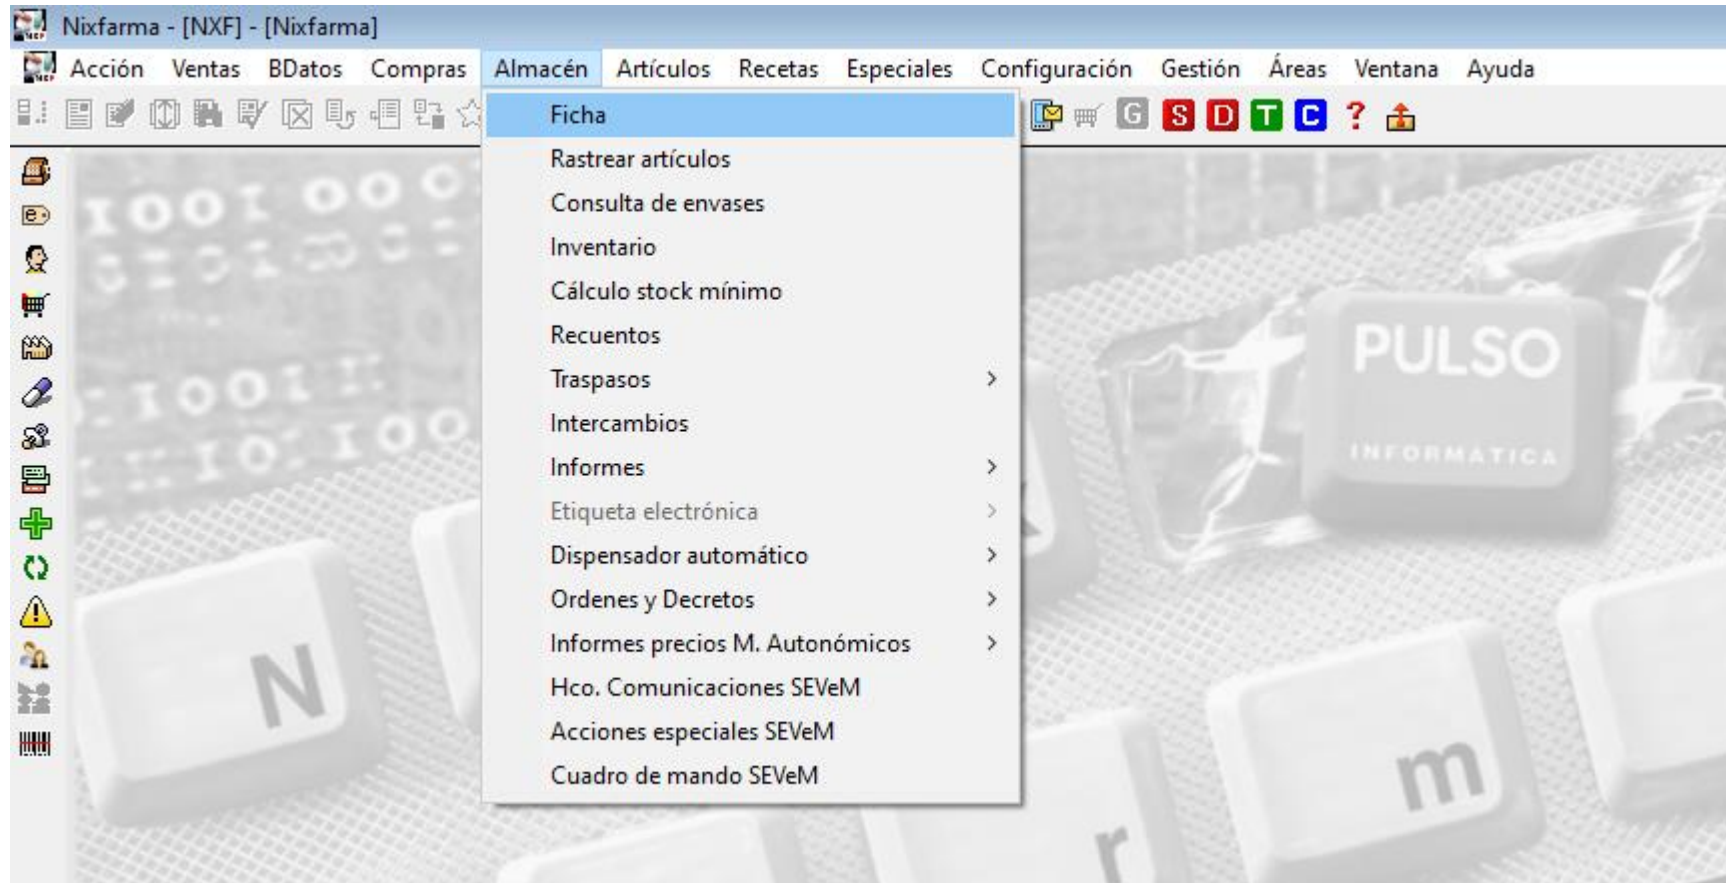 Nixfarma - [NXF] - [Nixfarma]
Acción Ventas BDatos Compras Almacén Artículos Recetas Especiales Configuración Gestión Áreas Ventana Ayuda
G S D T C ?
Ficha
Rastrear artículos
Consulta de envases
Inventario
Cálculo stock mínimo
Recuentos
Traspasos
Intercambios
Informes
Etiqueta electrónica
Dispensador automático
Ordenes y Decretos
Informes precios M. Autonómicos
Hco. Comunicaciones SEVeM
Acciones especiales SEVeM
Cuadro de mando SEVeM
PULSO
INFORMÁTICA
N
r
m